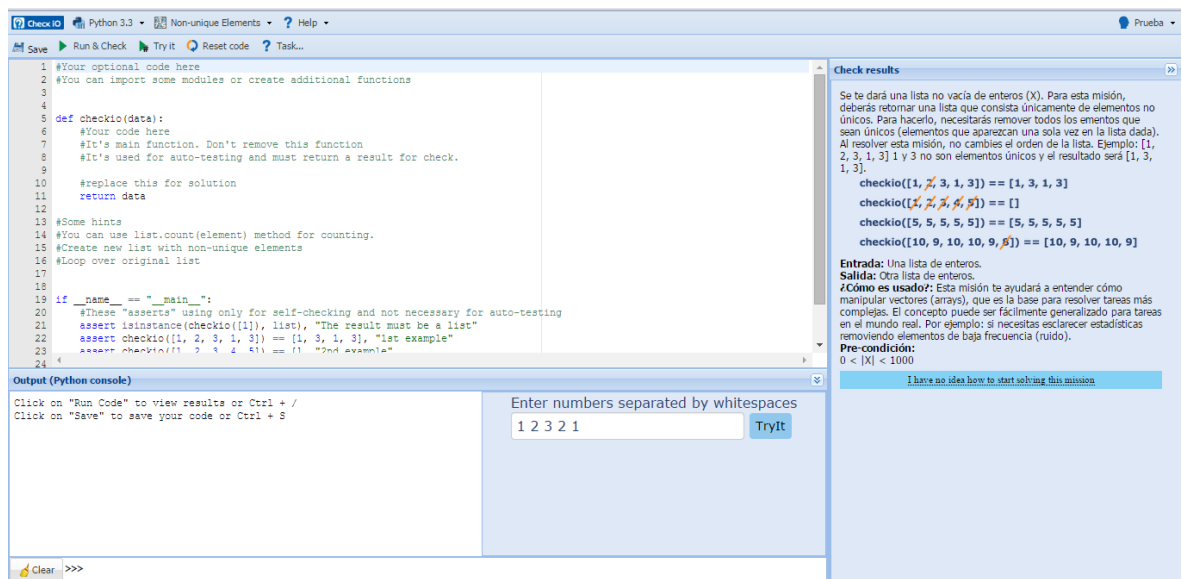 CheckIO Python 3.3 Non-unique Elements ? Help Prueba
Save Run & Check Try it Reset code ? Task...
1 #Your optional code here
2 #You can import some modules or create additional functions
3
4
5 def checkio(data):
6 #Your code here
7 #It's main function. Don't remove this function
8 #It's used for auto-testing and must return a result for check.
9
10 #replace this for solution
11 return data
12
13 #Some hints
14 #You can use list.count(element) method for counting.
15 #Create new list with non-unique elements
16 #Loop over original list
17
18
19 if __name__ == "__main__":
20 #These "asserts" using only for self-checking and not necessary for auto-testing
21 assert isinstance(checkio([1]), list), "The result must be a list"
22 assert checkio([1, 2, 3, 1, 3]) == [1, 3, 1, 3], "1st example"
23 assert checkio([1, 2, 3, 4, 5]) == [], "2nd example"
24
Check results
Se te dará una lista no vacía de enteros (X). Para esta misión,
deberás retornar una lista que consista únicamente de elementos no
únicos. Para hacerlo, necesitarás remover todos los ementos que
sean únicos (elementos que aparezcan una sola vez en la lista dada).
Al resolver esta misión, no cambies el orden de la lista. Ejemplo: [1,
2, 3, 1, 3] 1 y 3 no son elementos únicos y el resultado será [1, 3,
1, 3].
checkio([1, 2, 3, 1, 3]) == [1, 3, 1, 3]
checkio([1, 2, 3, 4, 5]) == []
checkio([5, 5, 5, 5, 5]) == [5, 5, 5, 5, 5]
checkio([10, 9, 10, 10, 9, 8]) == [10, 9, 10, 10, 9]
Entrada: Una lista de enteros.
Salida: Otra lista de enteros.
¿Cómo es usado?: Esta misión te ayudará a entender cómo
manipular vectores (arrays), que es la base para resolver tareas más
complejas. El concepto puede ser fácilmente generalizado para tareas
en el mundo real. Por ejemplo: si necesitas esclarecer estadísticas
removiendo elementos de baja frecuencia (ruido).
Pre-condición:
0 < |X| < 1000
I have no idea how to start solving this mission
Output (Python console)
Click on "Run Code" to view results or Ctrl + /
Click on "Save" to save your code or Ctrl + S
Enter numbers separated by whitespaces
1 2 3 2 1 TryIt
Clear >>>